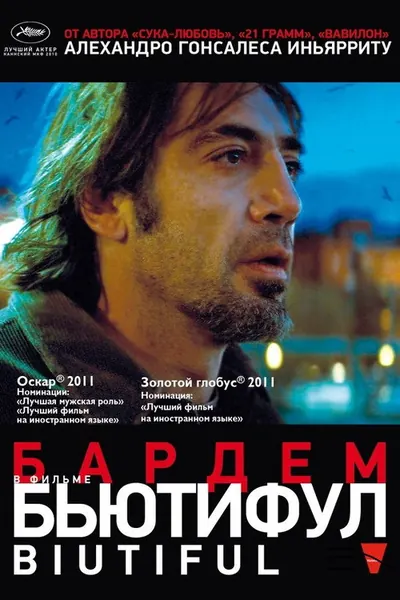 ОТ АВТОРА «СУКА-ЛЮБОВЬ», «21 ГРАММ», «ВАВИЛОН»
АЛЕХАНДРО ГОНСАЛЕСА ИНЬЯРРИТУ
ЛУЧШИЙ АКТЕР
КАННСКИЙ МКФ 2010
Оскар® 2011
Номинации:
«Лучшая мужская роль»
«Лучший фильм
на иностранном языке»
Золотой глобус® 2011
Номинация:
«Лучший фильм
на иностранном языке»
БАРДЕМ
В ФИЛЬМЕ
БЬЮТИФУЛ
BIUTIFUL